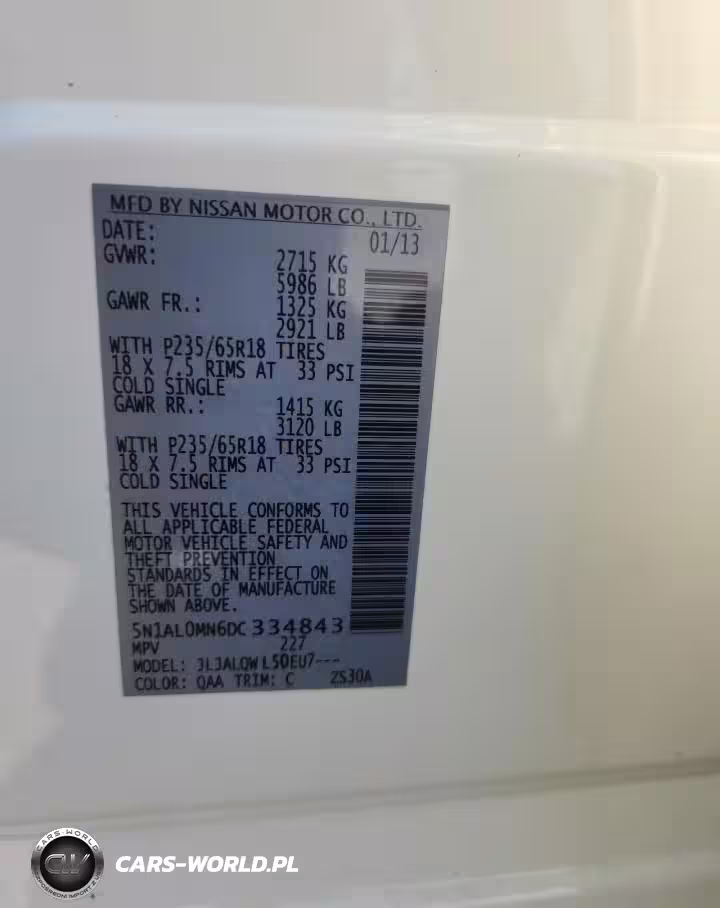 MFD BY NISSAN MOTOR CO., LTD.
DATE: 01/13
GVWR: 2715 KG
5986 LB
GAWR FR.: 1325 KG
2921 LB
WITH P235/65R18 TIRES
18 X 7.5 RIMS AT 33 PSI
COLD SINGLE
GAWR RR.: 1415 KG
3120 LB
WITH P235/65R18 TIRES
18 X 7.5 RIMS AT 33 PSI
COLD SINGLE
THIS VEHICLE CONFORMS TO
ALL APPLICABLE FEDERAL
MOTOR VEHICLE SAFETY AND
THEFT PREVENTION
STANDARDS IN EFFECT ON
THE DATE OF MANUFACTURE
SHOWN ABOVE.
5N1AL0MN6DC334843
MPV 227
MODEL: JLJALQWL50EU7---
COLOR: QAA TRIM: C ZS30A
CARS-WORLD
CW
CARS-WORLD.PL